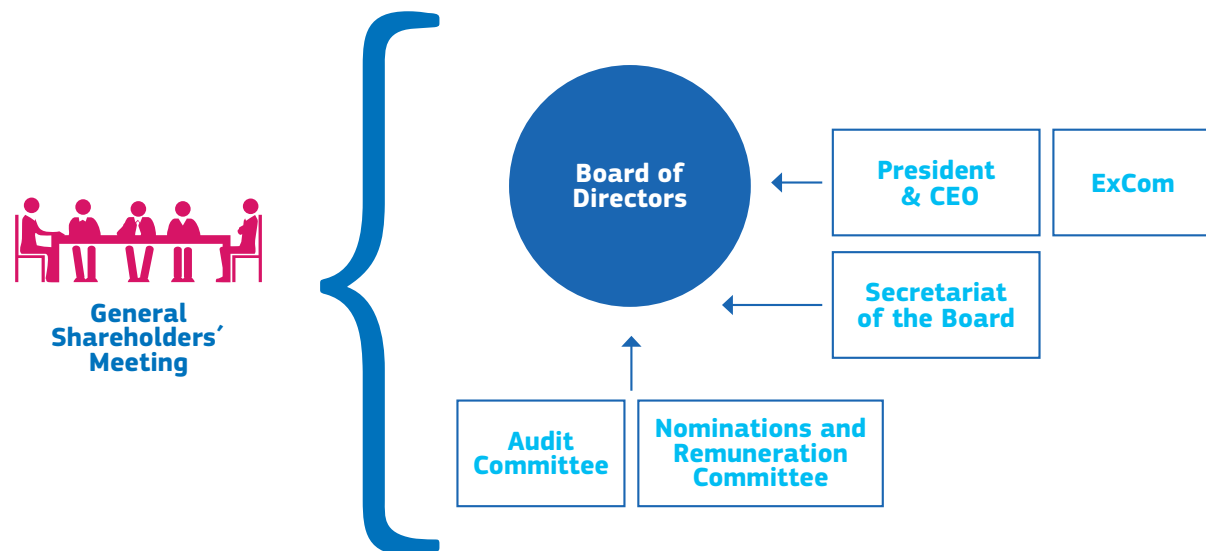 General
Shareholders´
Meeting
Board of
Directors
President
& CEO
ExCom
Secretariat
of the Board
Audit
Committee
Nominations and
Remuneration
Committee